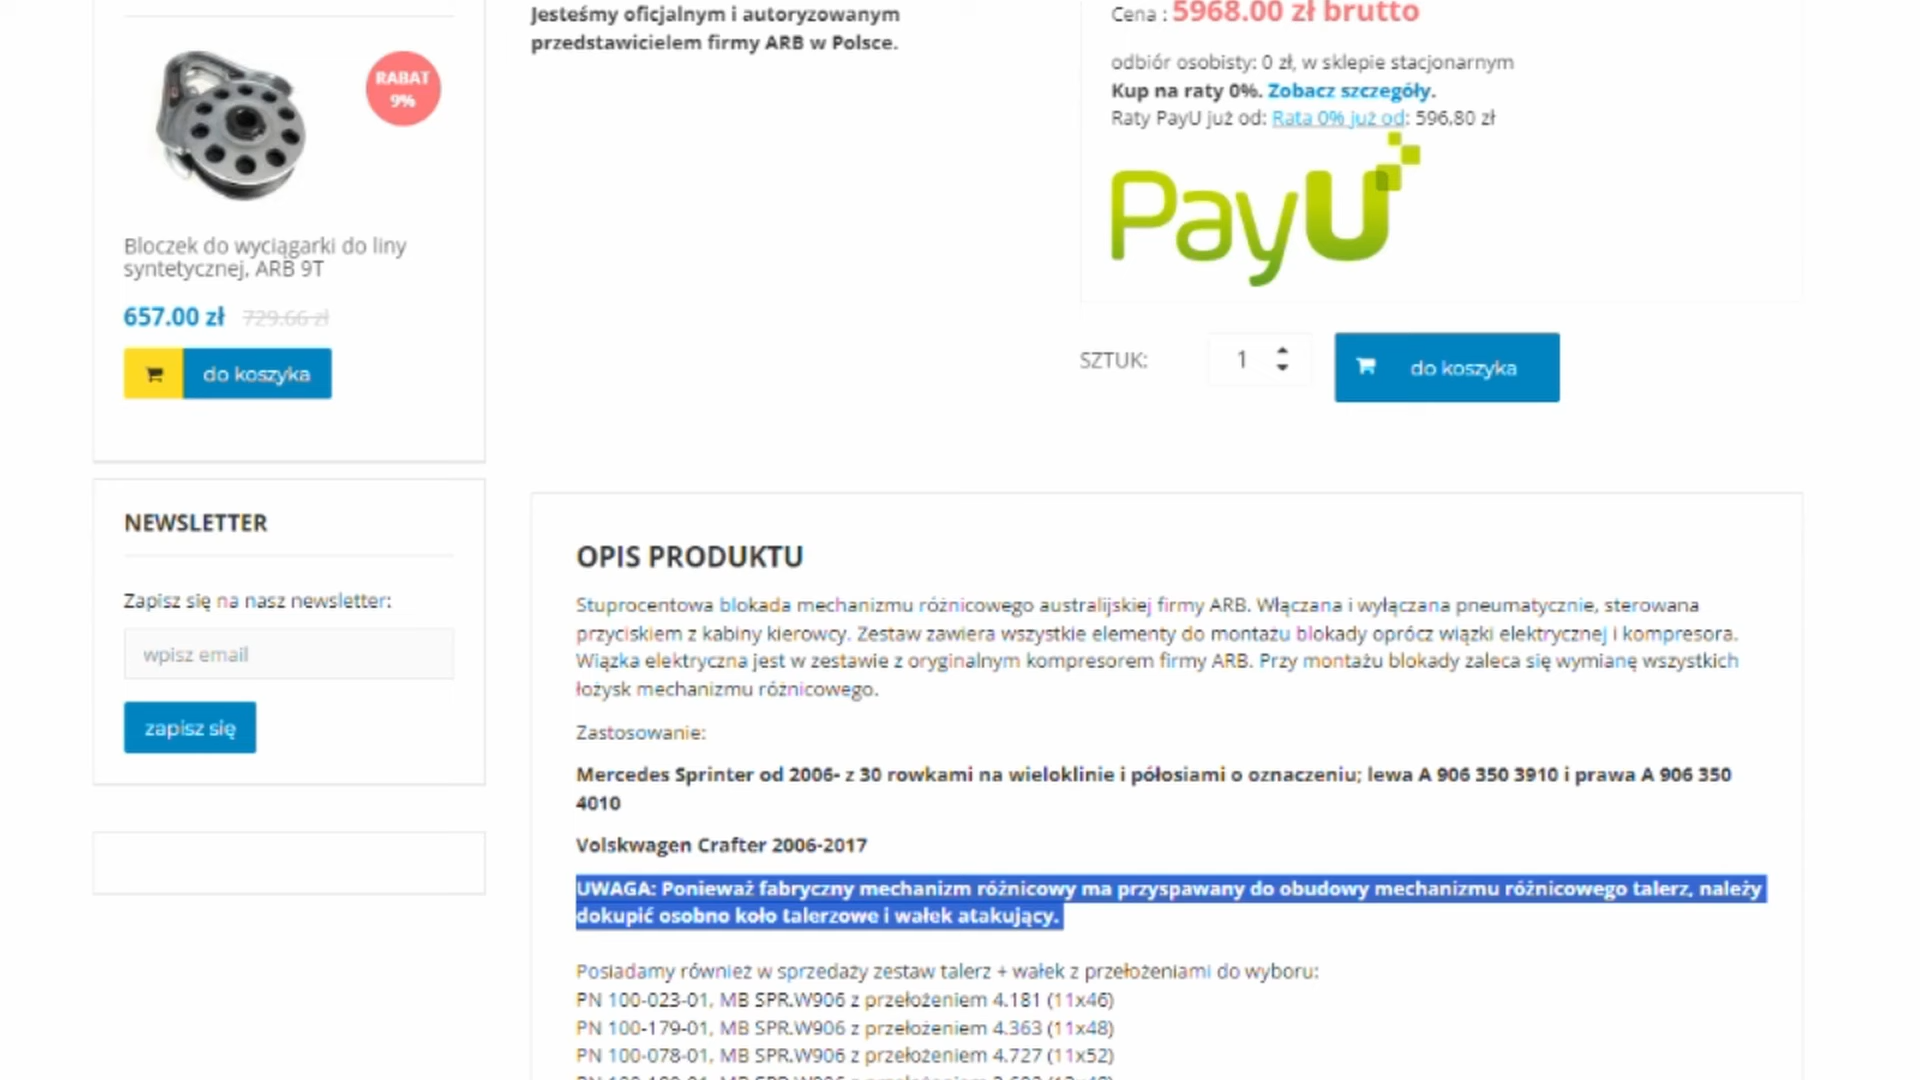 Jesteśmy oficjalnym i autoryzowanym
przedstawicielem firmy ARB w Polsce.
RABAT
9%
Bloczek do wyciągarki do liny
syntetycznej, ARB 9T
657.00 zł 729.66 zł
do koszyka
NEWSLETTER
Zapisz się na nasz newsletter:
wpisz email
zapisz się
Cena : 5968.00 zł brutto
odbiór osobisty: 0 zł, w sklepie stacjonarnym
Kup na raty 0%. Zobacz szczegóły.
Raty PayU już od: Rata 0% już od: 596,80 zł
PayU
SZTUK: 1 do koszyka
OPIS PRODUKTU
Stuprocentowa blokada mechanizmu różnicowego australijskiej firmy ARB. Włączana i wyłączana pneumatycznie, sterowana
przyciskiem z kabiny kierowcy. Zestaw zawiera wszystkie elementy do montażu blokady oprócz wiązki elektrycznej i kompresora.
Wiązka elektryczna jest w zestawie z oryginalnym kompresorem firmy ARB. Przy montażu blokady zaleca się wymianę wszystkich
łożysk mechanizmu różnicowego.
Zastosowanie:
Mercedes Sprinter od 2006- z 30 rowkami na wieloklinie i półosiami o oznaczeniu; lewa A 906 350 3910 i prawa A 906 350
4010
Volskwagen Crafter 2006-2017
UWAGA: Ponieważ fabryczny mechanizm różnicowy ma przyspawany do obudowy mechanizmu różnicowego talerz, należy
dokupić osobno koło talerzowe i wałek atakujący.
Posiadamy również w sprzedaży zestaw talerz + wałek z przełożeniami do wyboru:
PN 100-023-01, MB SPR.W906 z przełożeniem 4.181 (11x46)
PN 100-179-01, MB SPR.W906 z przełożeniem 4.363 (11x48)
PN 100-078-01, MB SPR.W906 z przełożeniem 4.727 (11x52)